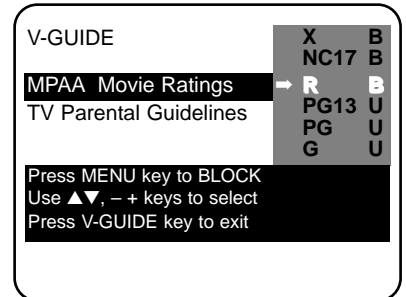 V-GUIDE
X B
NC17 B
MPAA Movie Ratings ➡ R B
TV Parental Guidelines PG13 U
PG U
G U
Press MENU key to BLOCK
Use ▲▼, – + keys to select
Press V-GUIDE key to exit